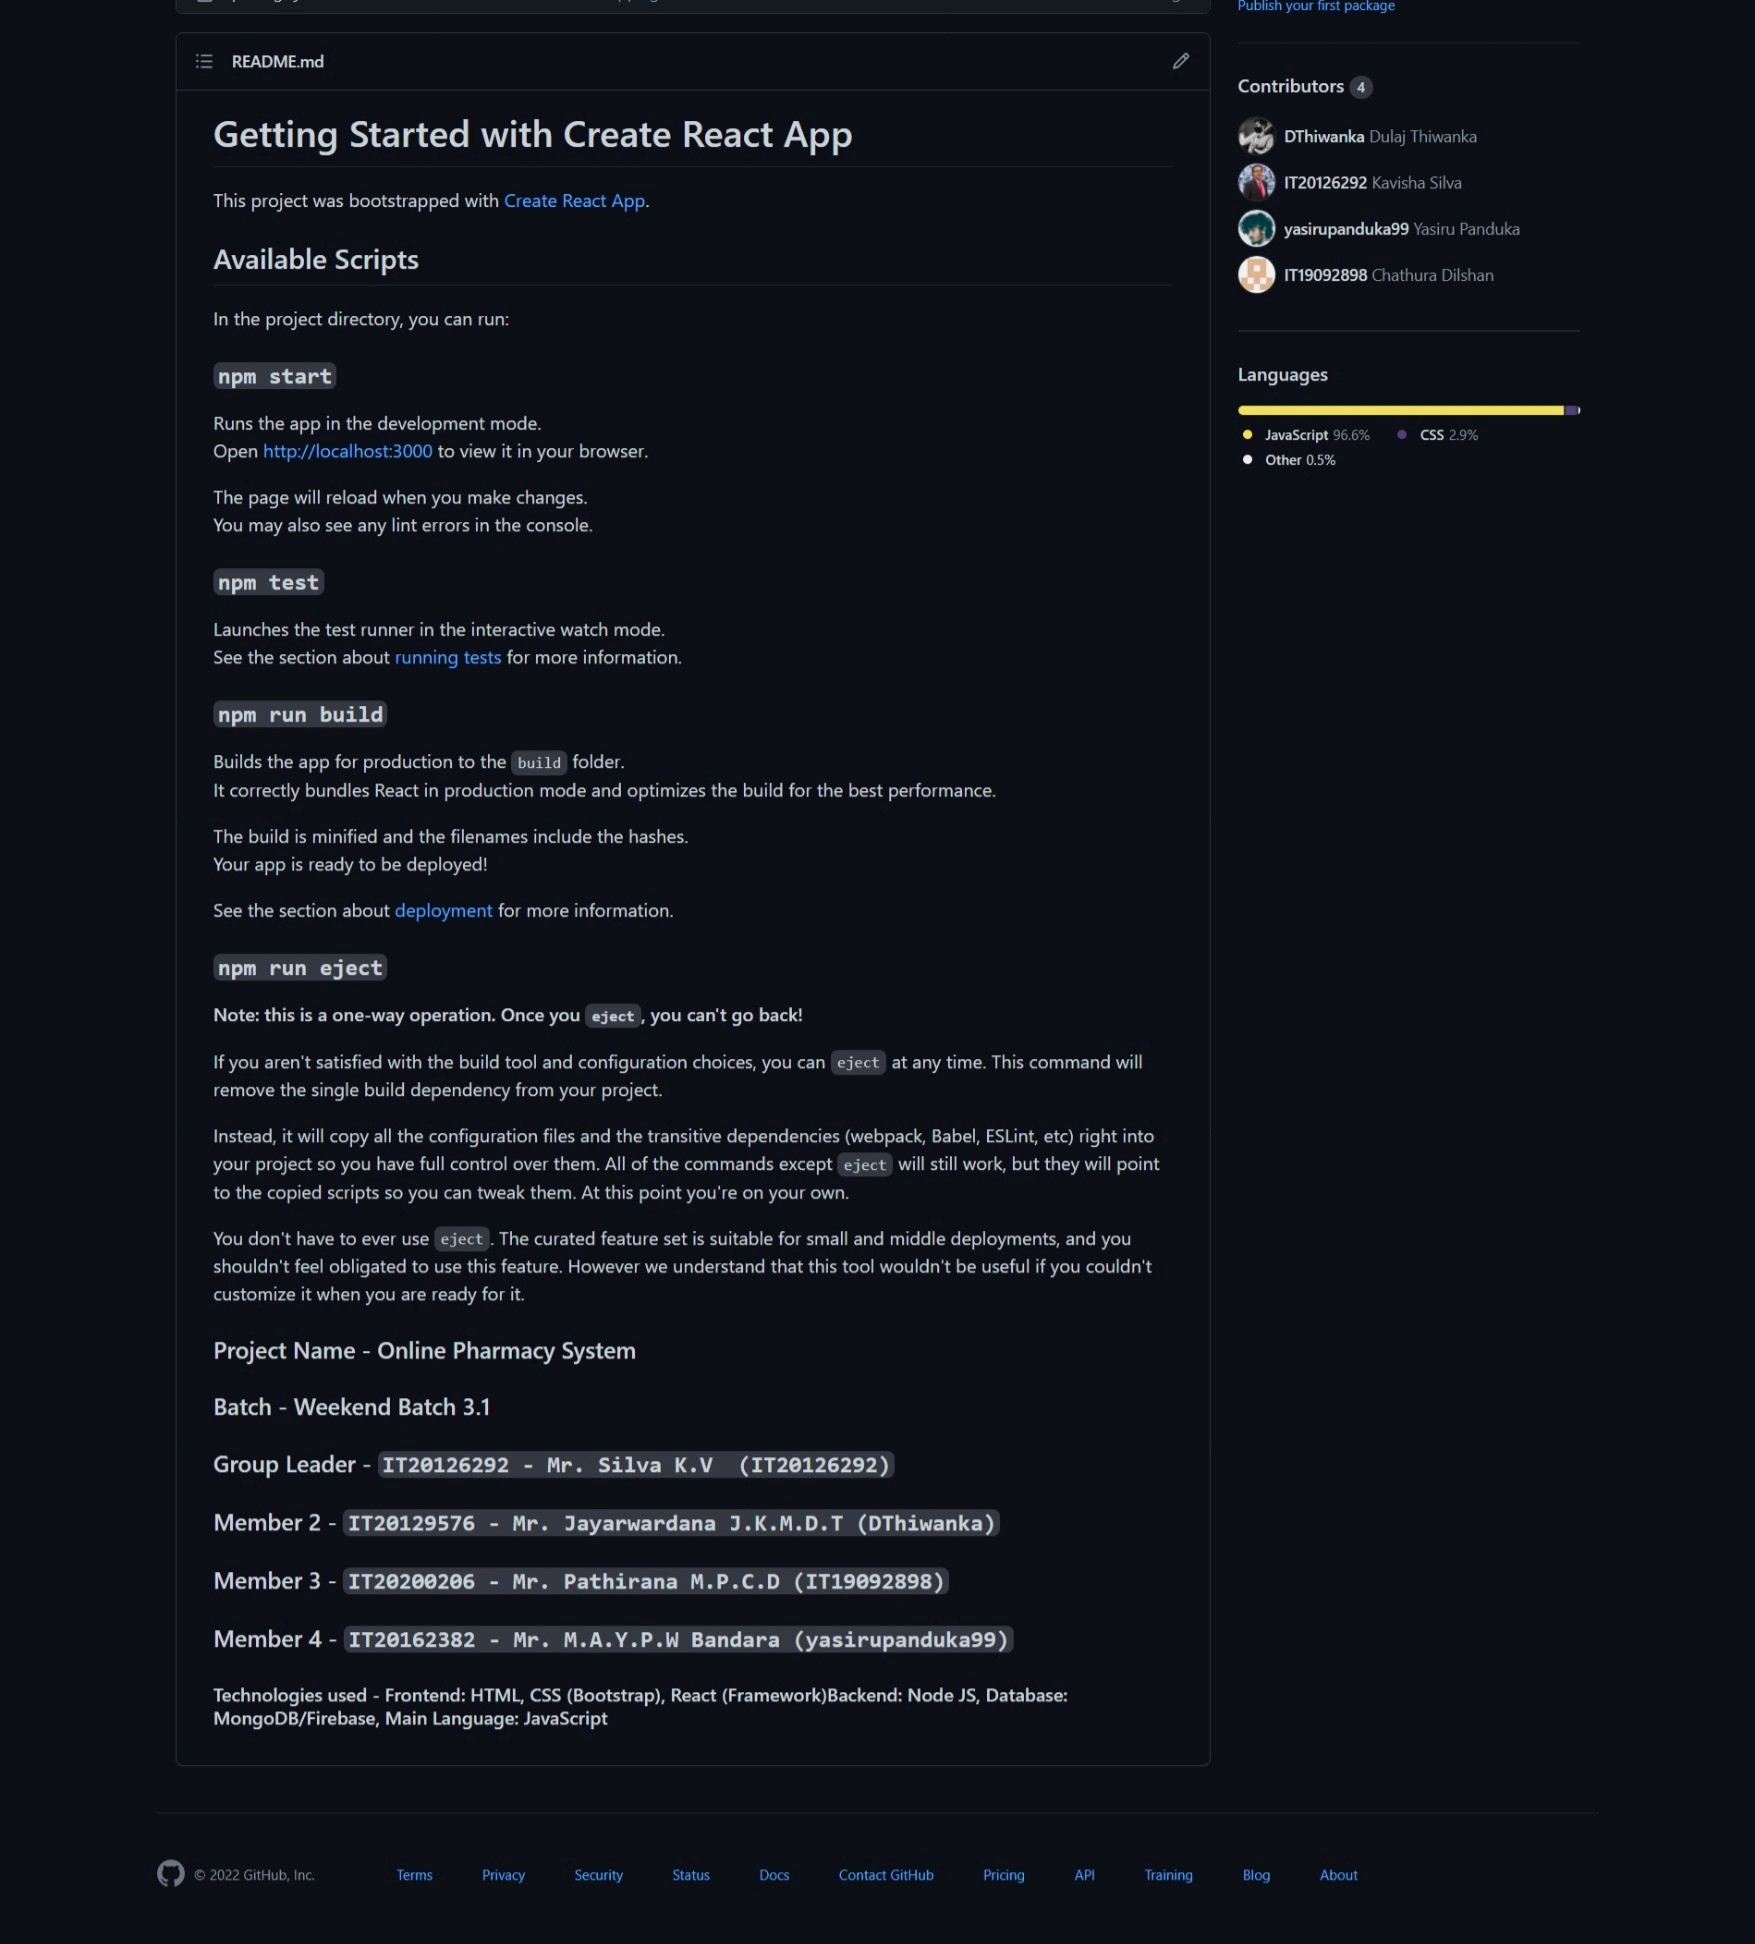 Publish your first package
README.md
Getting Started with Create React App
This project was bootstrapped with Create React App.
Available Scripts
In the project directory, you can run:
npm start
Runs the app in the development mode.
Open http://localhost:3000 to view it in your browser.
The page will reload when you make changes.
You may also see any lint errors in the console.
npm test
Launches the test runner in the interactive watch mode.
See the section about running tests for more information.
npm run build
Builds the app for production to the build folder.
It correctly bundles React in production mode and optimizes the build for the best performance.
The build is minified and the filenames include the hashes.
Your app is ready to be deployed!
See the section about deployment for more information.
npm run eject
Note: this is a one-way operation. Once you eject, you can't go back!
If you aren't satisfied with the build tool and configuration choices, you can eject at any time. This command will
remove the single build dependency from your project.
Instead, it will copy all the configuration files and the transitive dependencies (webpack, Babel, ESLint, etc) right into
your project so you have full control over them. All of the commands except eject will still work, but they will point
to the copied scripts so you can tweak them. At this point you're on your own.
You don't have to ever use eject. The curated feature set is suitable for small and middle deployments, and you
shouldn't feel obligated to use this feature. However we understand that this tool wouldn't be useful if you couldn't
customize it when you are ready for it.
Project Name - Online Pharmacy System
Batch - Weekend Batch 3.1
Group Leader - IT20126292 - Mr. Silva K.V  (IT20126292)
Member 2 - IT20129576 - Mr. Jayarwardana J.K.M.D.T (DThiwanka)
Member 3 - IT20200206 - Mr. Pathirana M.P.C.D (IT19092898)
Member 4 - IT20162382 - Mr. M.A.Y.P.W Bandara (yasirupanduka99)
Technologies used - Frontend: HTML, CSS (Bootstrap), React (Framework)Backend: Node JS, Database:
MongoDB/Firebase, Main Language: JavaScript
Contributors 4
DThiwanka Dulaj Thiwanka
IT20126292 Kavisha Silva
yasirupanduka99 Yasiru Panduka
IT19092898 Chathura Dilshan
Languages
JavaScript 96.6% CSS 2.9%
Other 0.5%
© 2022 GitHub, Inc. Terms Privacy Security Status Docs Contact GitHub Pricing API Training Blog About